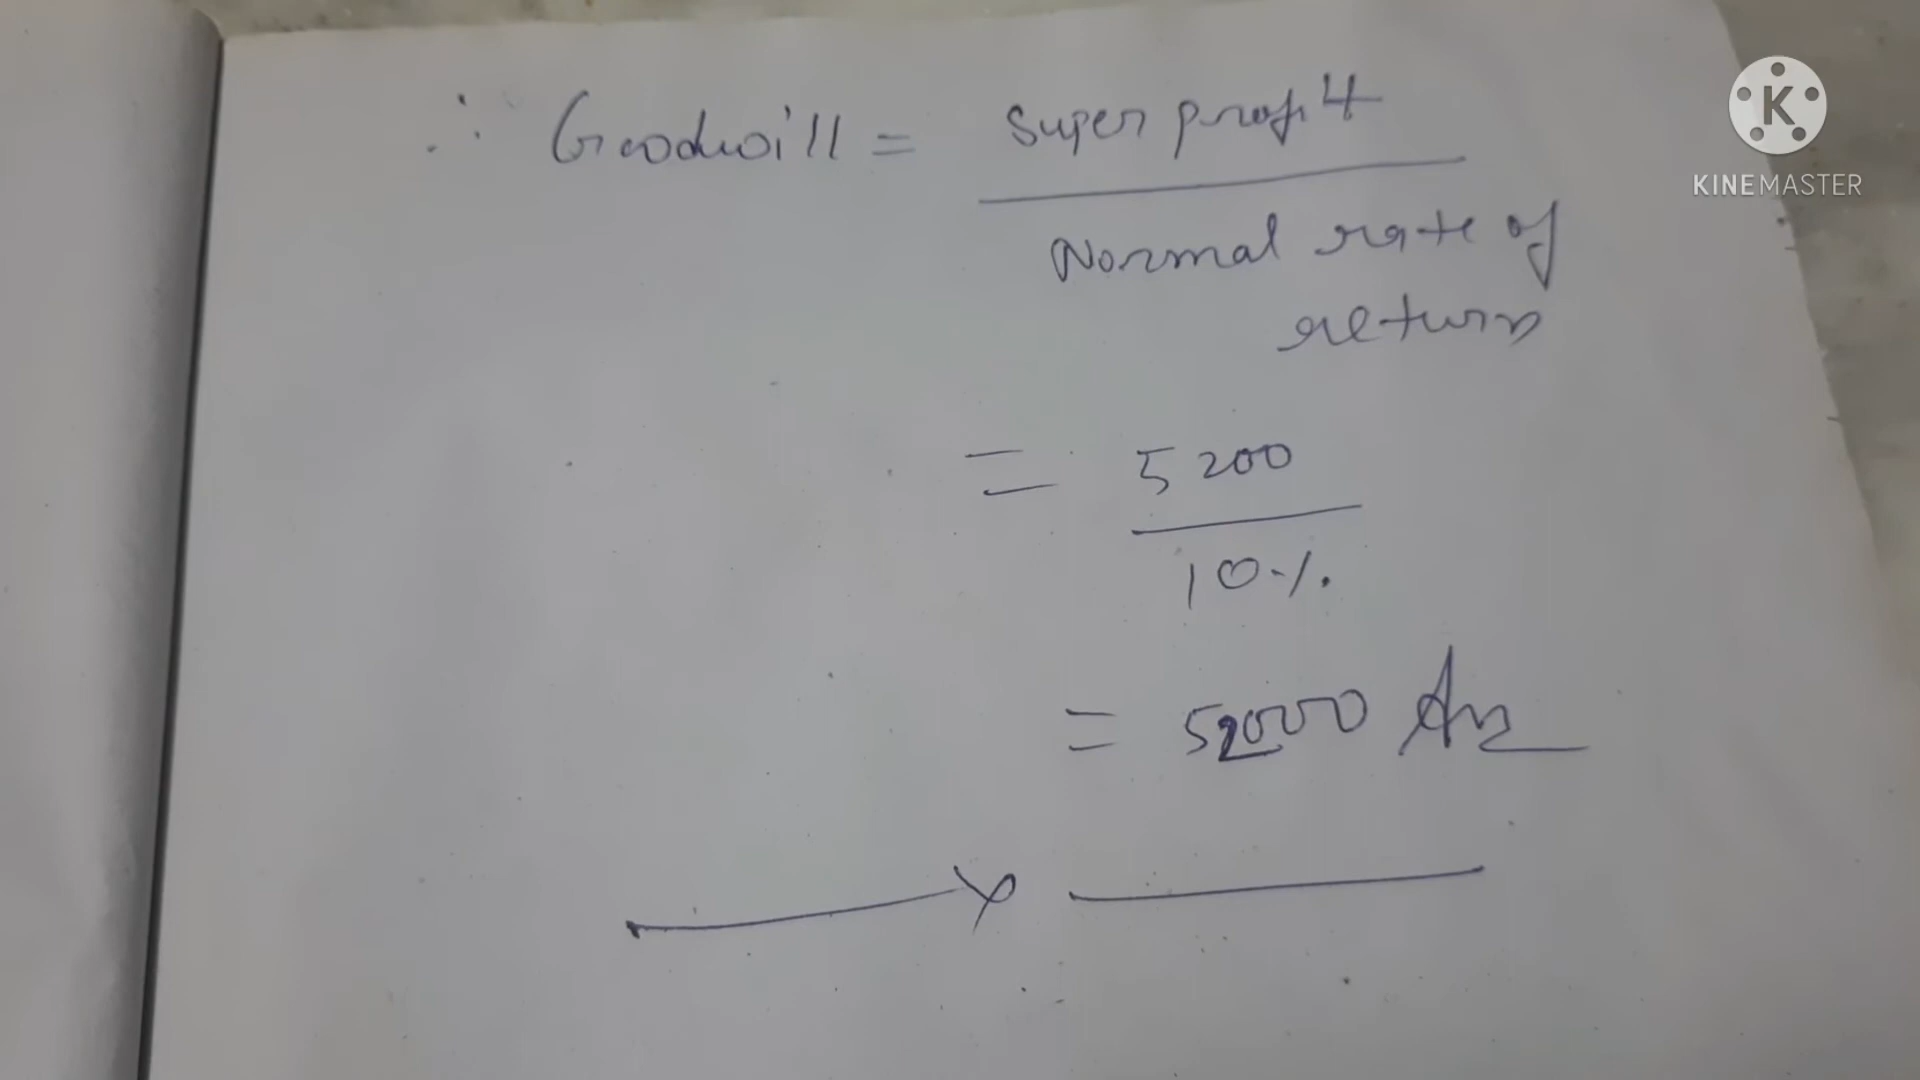 ∴ Goodwill = Super profit
Normal rate of
return
= 5200
10%
= 52000 Ans
x
K
KINEMASTER